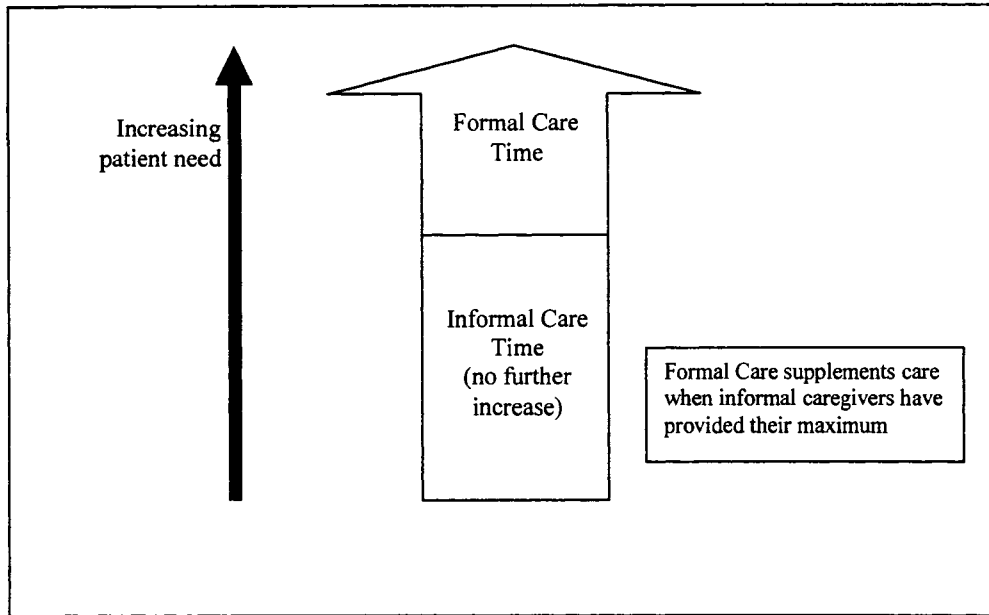 Increasing
patient need
Formal Care
Time
Informal Care
Time
(no further
increase)
Formal Care supplements care
when informal caregivers have
provided their maximum